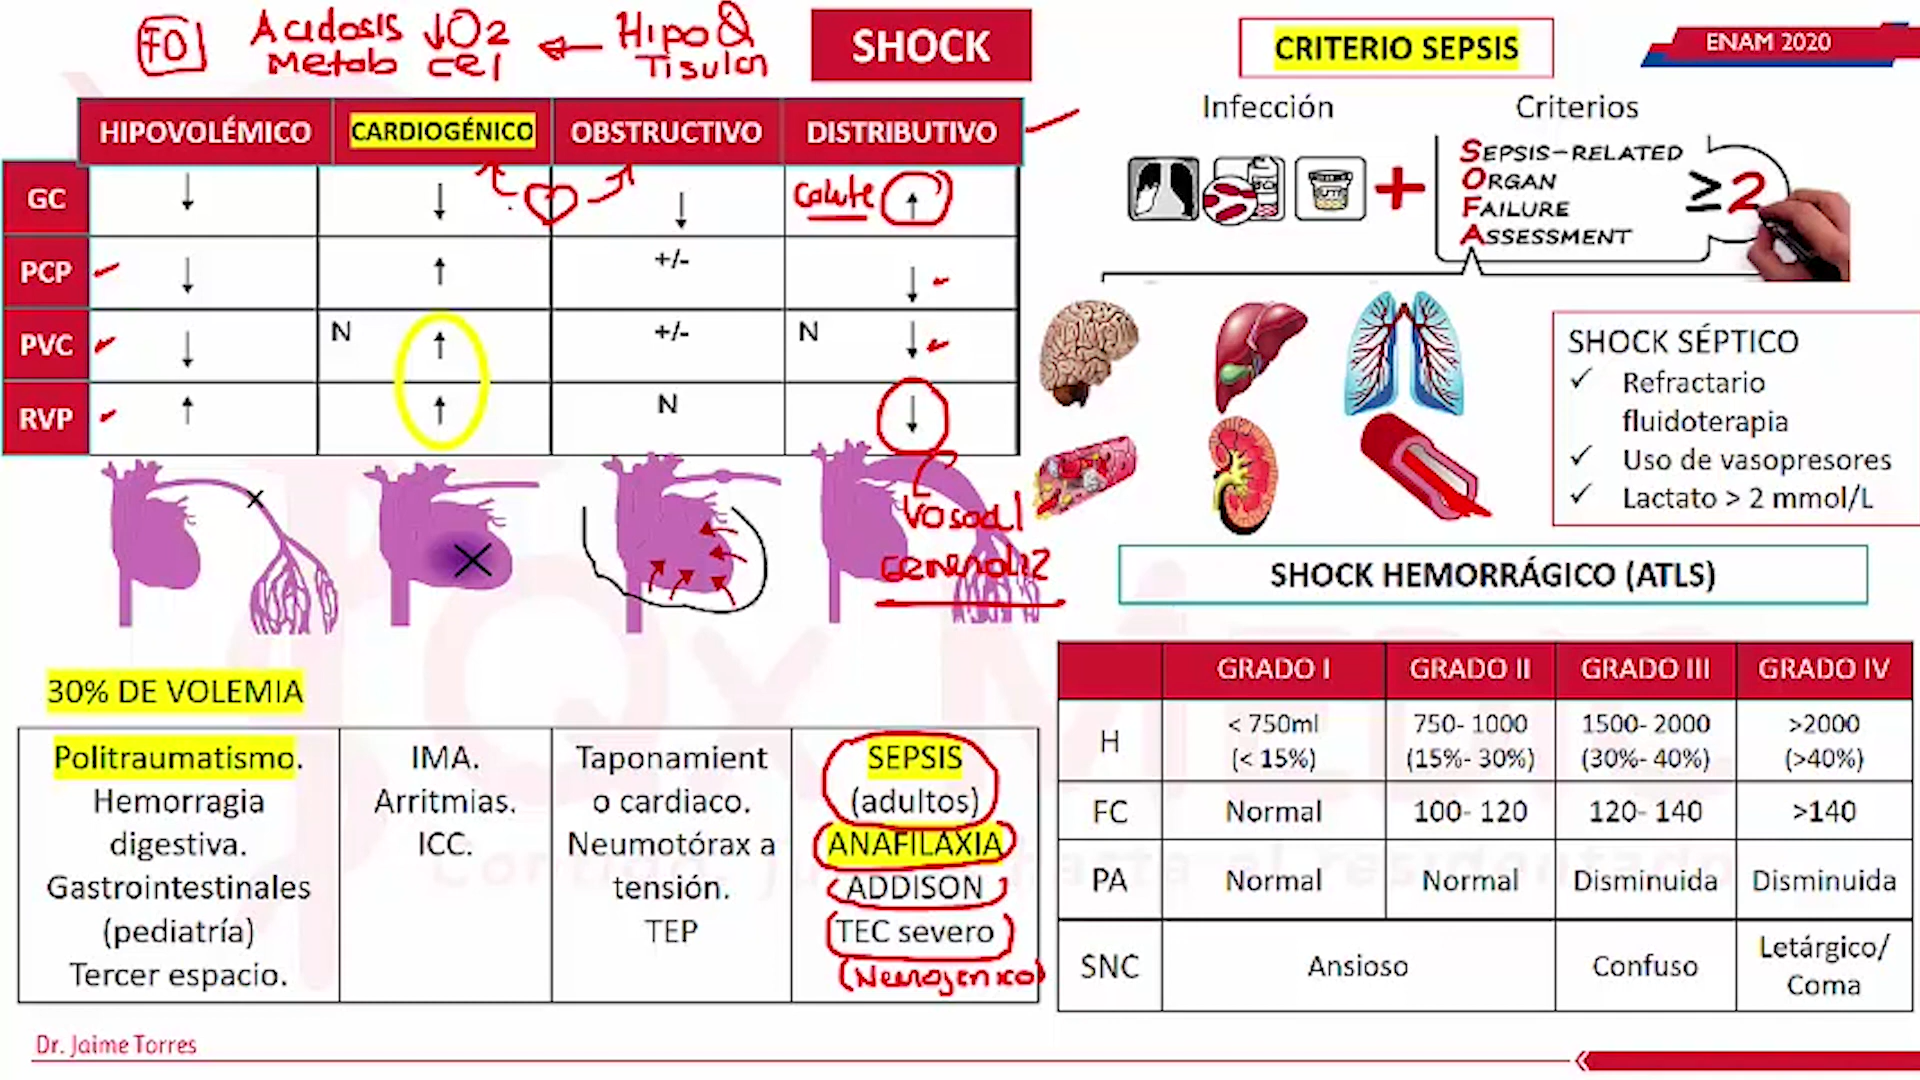 FO
Acidosis ↓O2 ← Hipo
Metab cel Tisular
SHOCK
CRITERIO SEPSIS
ENAM 2020
HIPOVOLÉMICO CARDIOGÉNICO OBSTRUCTIVO DISTRIBUTIVO
GC ↓ ↓ ↓ ↑
PCP ↓ ↑ +/- ↓
PVC ↓ N ↑ +/- N ↓
RVP ↑ ↑ N ↓
Vosod
Generaliz
Infección + Criterios
SEPSIS-RELATED
ORGAN
FAILURE
ASSESSMENT
≥2
SHOCK SÉPTICO
✓ Refractario
fluidoterapia
✓ Uso de vasopresores
✓ Lactato > 2 mmol/L
30% DE VOLEMIA
Politraumatismo.
Hemorragia
digestiva.
Gastrointestinales
(pediatría)
Tercer espacio.
IMA.
Arritmias.
ICC.
Taponamient
o cardiaco.
Neumotórax a
tensión.
TEP
SEPSIS
(adultos)
ANAFILAXIA
ADDISON
TEC severo
(Neurogenico)
SHOCK HEMORRÁGICO (ATLS)
GRADO I GRADO II GRADO III GRADO IV
H < 750ml 750- 1000 1500- 2000 >2000
(< 15%) (15%- 30%) (30%- 40%) (>40%)
FC Normal 100- 120 120- 140 >140
PA Normal Normal Disminuida Disminuida
SNC Ansioso Confuso Letárgico/
Coma
Dr. Jaime Torres